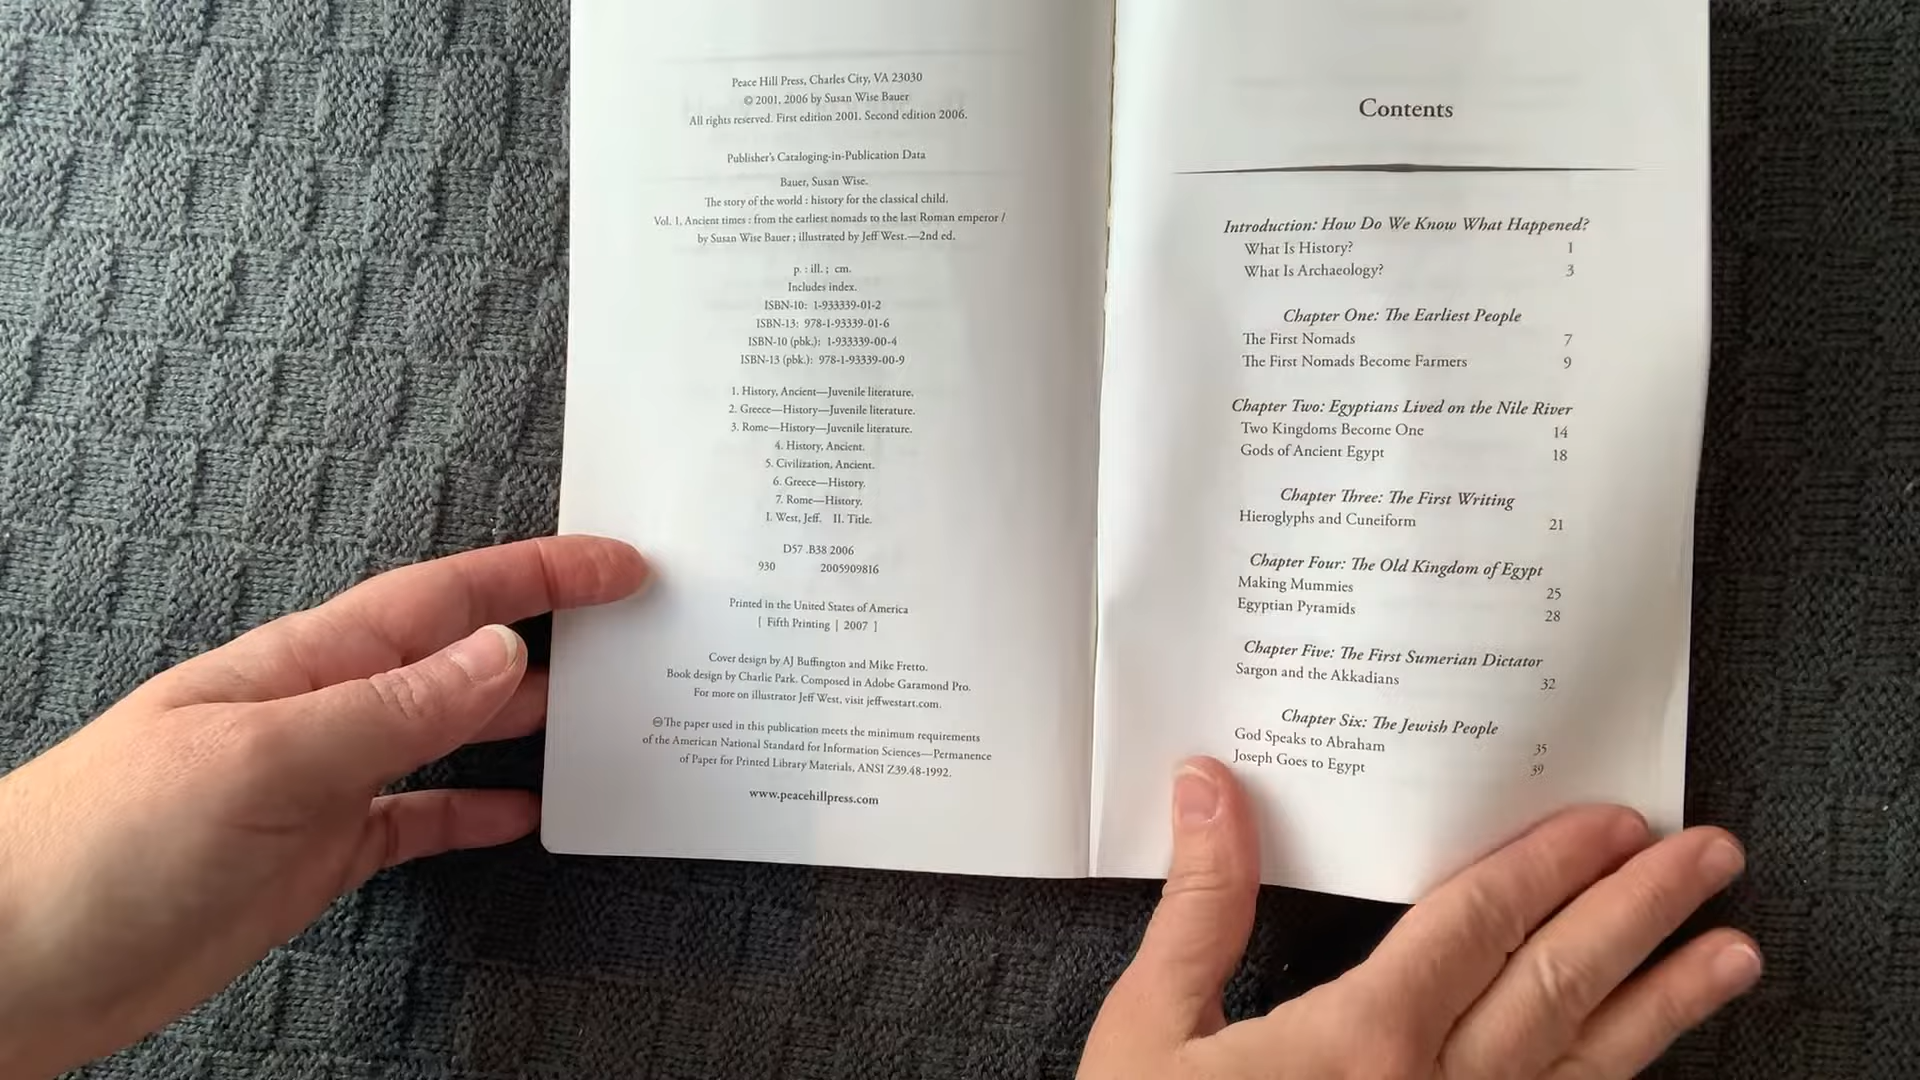 Peace Hill Press, Charles City, VA 23030
© 2001, 2006 by Susan Wise Bauer
All rights reserved. First edition 2001. Second edition 2006.
Publisher's Cataloging-in-Publication Data
Bauer, Susan Wise.
The story of the world : history for the classical child.
Vol. 1, Ancient times : from the earliest nomads to the last Roman emperor /
by Susan Wise Bauer ; illustrated by Jeff West.—2nd ed.
p. : ill. ; cm.
Includes index.
ISBN-10: 1-933339-01-2
ISBN-13: 978-1-93339-01-6
ISBN-10 (pbk.): 1-933339-00-4
ISBN-13 (pbk.): 978-1-93339-00-9
1. History, Ancient—Juvenile literature.
2. Greece—History—Juvenile literature.
3. Rome—History—Juvenile literature.
4. History, Ancient.
5. Civilization, Ancient.
6. Greece—History.
7. Rome—History.
I. West, Jeff. II. Title.
D57 .B38 2006
930 2005909816
Printed in the United States of America
[ Fifth Printing | 2007 ]
Cover design by AJ Buffington and Mike Fretto.
Book design by Charlie Park. Composed in Adobe Garamond Pro.
For more on illustrator Jeff West, visit jeffwestart.com.
♾The paper used in this publication meets the minimum requirements
of the American National Standard for Information Sciences—Permanence
of Paper for Printed Library Materials, ANSI Z39.48-1992.
www.peacehillpress.com
Contents
Introduction: How Do We Know What Happened?
What Is History? 1
What Is Archaeology? 3
Chapter One: The Earliest People
The First Nomads 7
The First Nomads Become Farmers 9
Chapter Two: Egyptians Lived on the Nile River
Two Kingdoms Become One 14
Gods of Ancient Egypt 18
Chapter Three: The First Writing
Hieroglyphs and Cuneiform 21
Chapter Four: The Old Kingdom of Egypt
Making Mummies 25
Egyptian Pyramids 28
Chapter Five: The First Sumerian Dictator
Sargon and the Akkadians 32
Chapter Six: The Jewish People
God Speaks to Abraham 35
Joseph Goes to Egypt 39